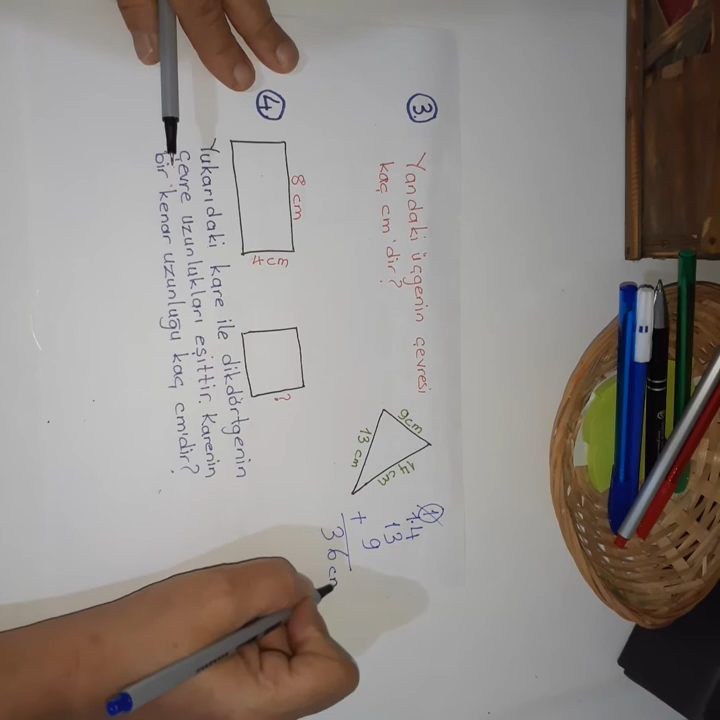 3.
Yandaki üçgenin çevresi
kaç cm'dir?
9cm
14 cm
13 cm
1
14
13
+ 9
36 cm
4.
8 cm
4cm
?
Yukarıdaki kare ile dikdörtgenin
çevre uzunlukları eşittir. Karenin
bir kenar uzunluğu kaç cm'dir?